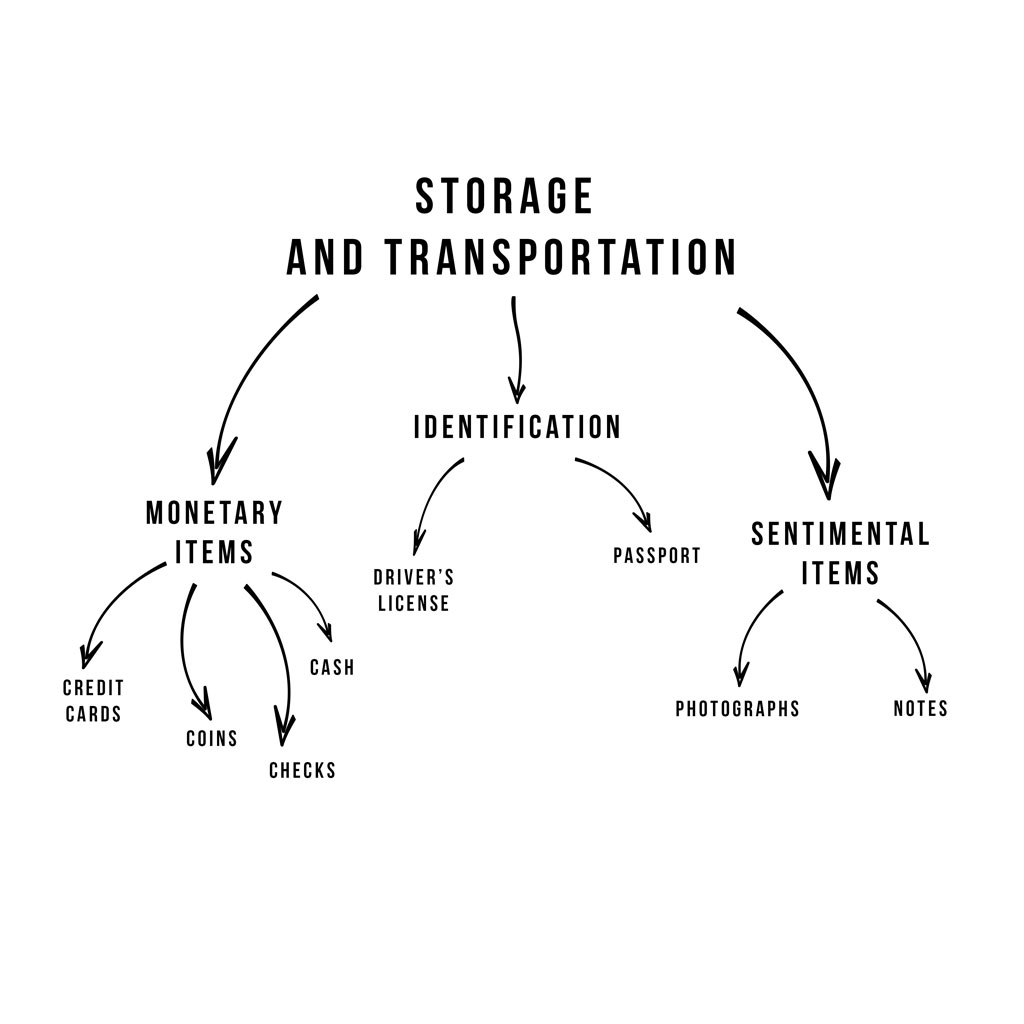 STORAGE
AND TRANSPORTATION
IDENTIFICATION
MONETARY
ITEMS
SENTIMENTAL
ITEMS
DRIVER'S
LICENSE
PASSPORT
CREDIT
CARDS
COINS
CHECKS
CASH
PHOTOGRAPHS
NOTES